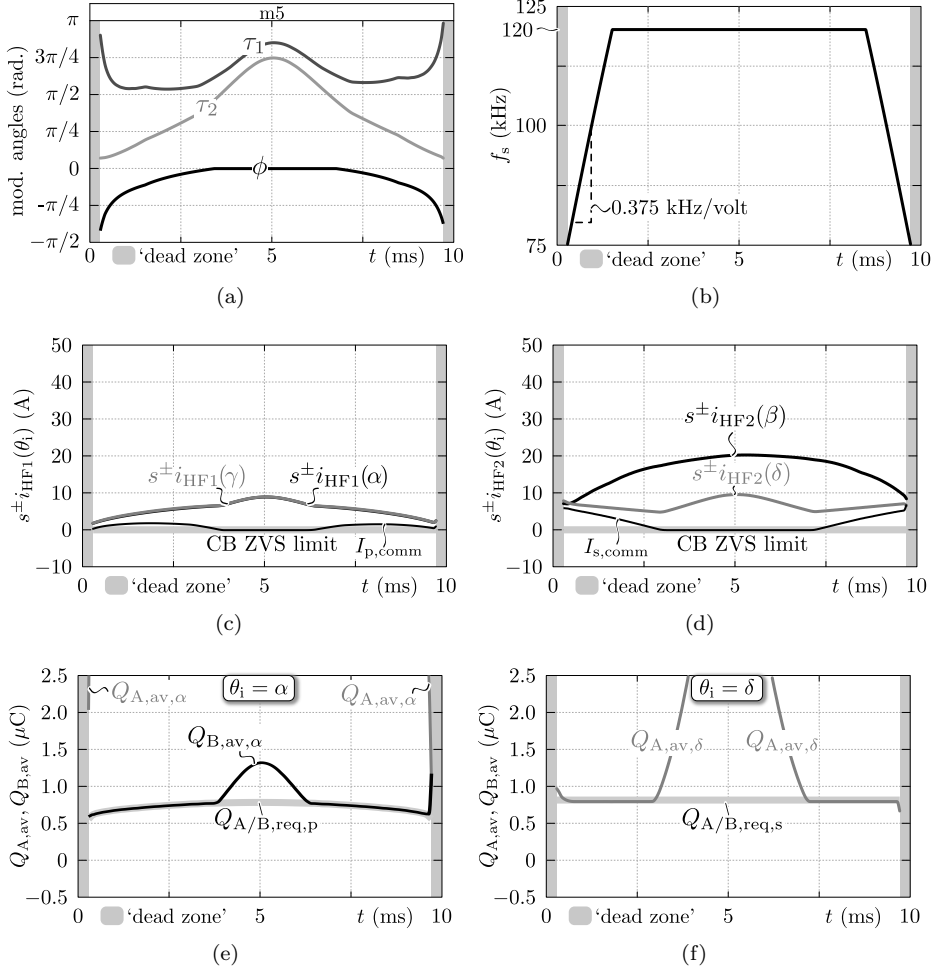 m5
mod. angles (rad.)
π
3π/4
π/2
π/4
0
-π/4
−π/2
τ1
τ2
ϕ
0 'dead zone' 5 t (ms) 10
(a)
fs (kHz)
125
120
100
75
0.375 kHz/volt
0 'dead zone' 5 t (ms) 10
(b)
s±iHF1(θi) (A)
50
40
30
20
10
0
−10
s±iHF1(γ) s±iHF1(α)
CB ZVS limit Ip,comm
0 'dead zone' 5 t (ms) 10
(c)
s±iHF2(θi) (A)
50
40
30
20
10
0
−10
s±iHF2(β)
s±iHF2(δ)
Is,comm CB ZVS limit
0 'dead zone' 5 t (ms) 10
(d)
QA,av, QB,av (μC)
2.5
2.0
1.5
1.0
0.5
0
−0.5
θi = α
QA,av,α QA,av,α
QB,av,α
QA/B,req,p
0 'dead zone' 5 t (ms) 10
(e)
QA,av, QB,av (μC)
2.5
2.0
1.5
1.0
0.5
0
−0.5
θi = δ
QA,av,δ QA,av,δ
QA/B,req,s
0 'dead zone' 5 t (ms) 10
(f)